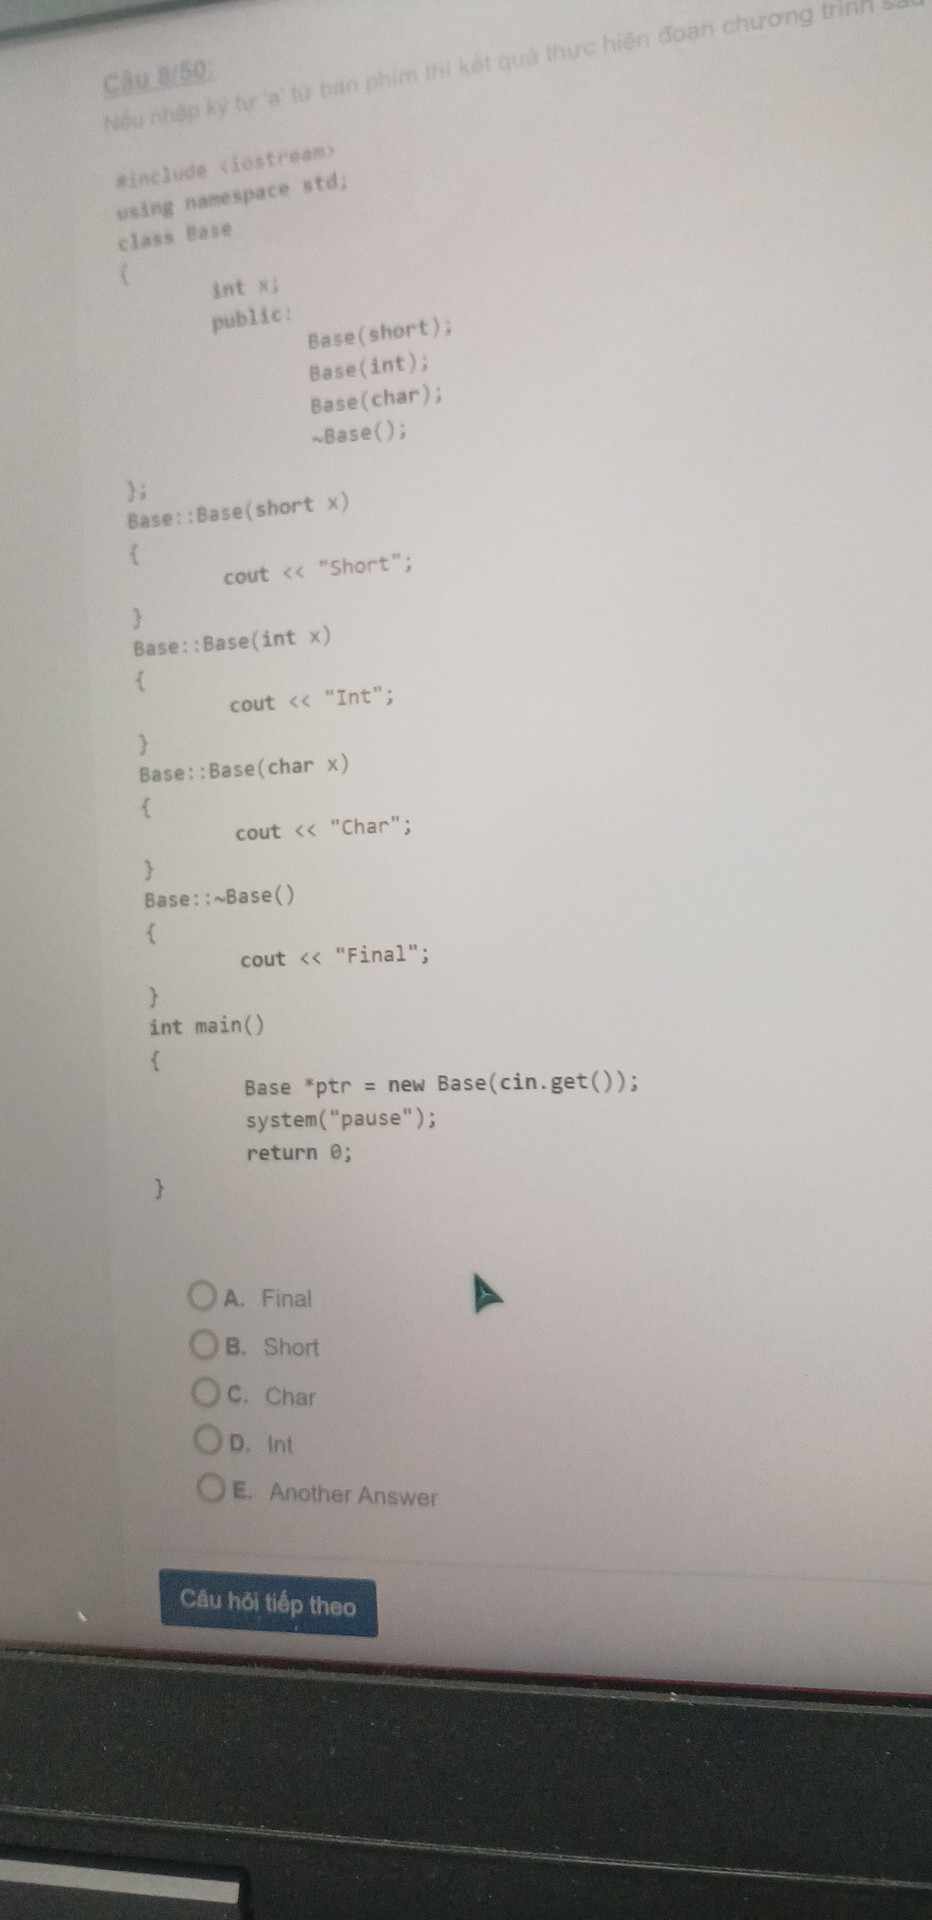 Câu 8/50:
Nếu nhập ký tự 'a' từ bàn phím thì kết quả thực hiện đoạn chương trình sau
#include <iostream>
using namespace std;
class Base
{
int x;
public:
Base(short);
Base(int);
Base(char);
~Base();
};
Base::Base(short x)
{
cout << "Short";
}
Base::Base(int x)
{
cout << "Int";
}
Base::Base(char x)
{
cout << "Char";
}
Base::~Base()
{
cout << "Final";
}
int main()
{
Base *ptr = new Base(cin.get());
system("pause");
return 0;
}
A. Final
B. Short
C. Char
D. Int
E. Another Answer
Câu hỏi tiếp theo